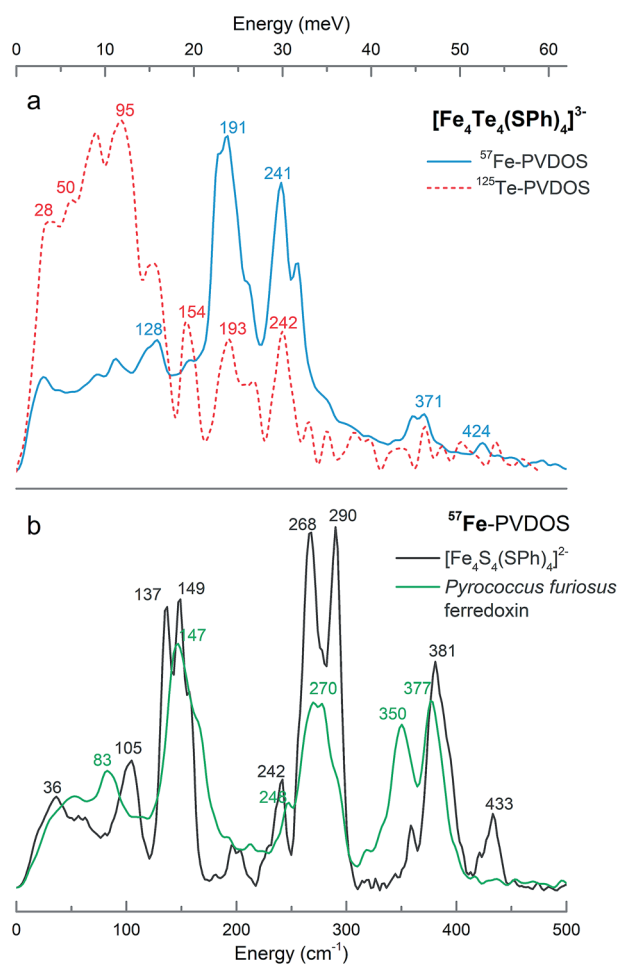 Energy (meV)
0 10 20 30 40 50 60
a
[Fe4Te4(SPh)4]3-
57Fe-PVDOS
125Te-PVDOS
95
191
241
50
28
154
193
242
128
371
424
b
57Fe-PVDOS
[Fe4S4(SPh)4]2-
Pyrococcus furiosus
ferredoxin
268
290
137
149
147
381
270
377
350
83
105
36
242
248
433
0 100 200 300 400 500
Energy (cm-1)